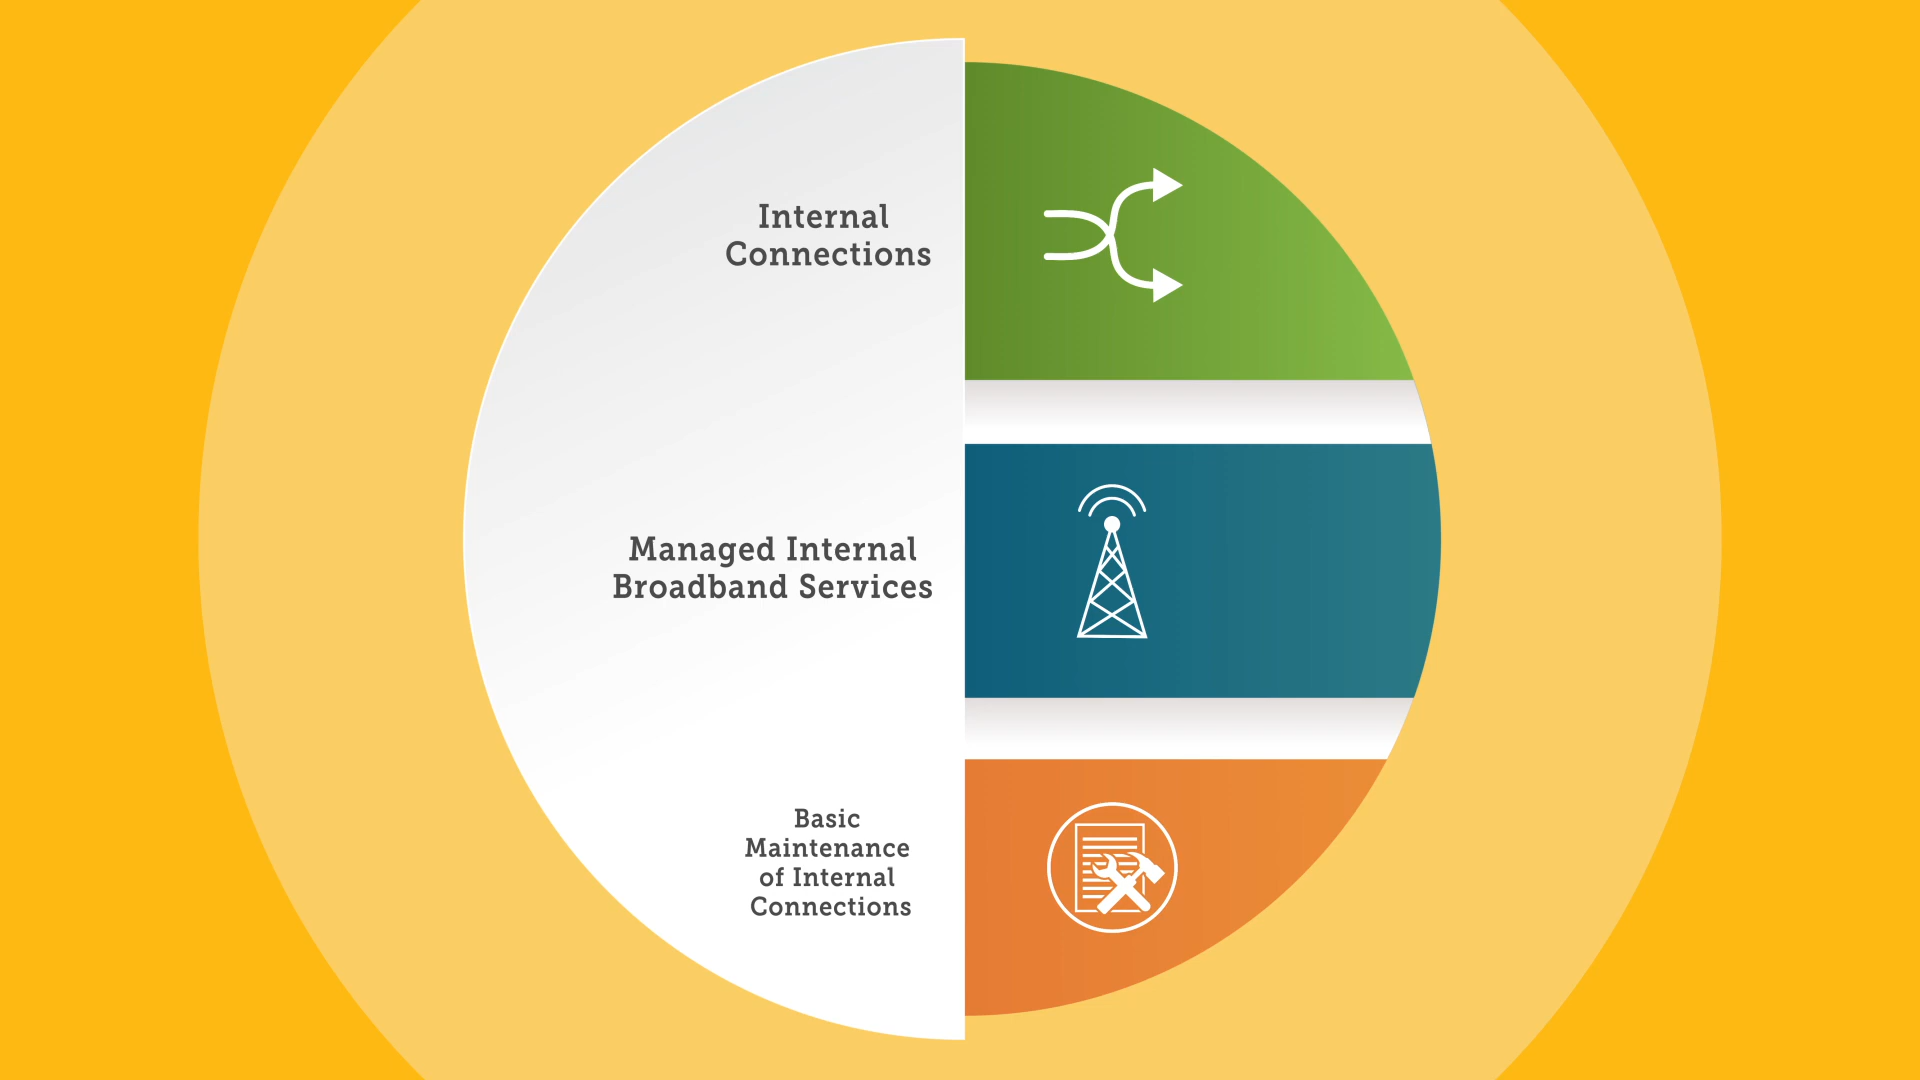 Internal
Connections
Managed Internal
Broadband Services
Basic
Maintenance
of Internal
Connections